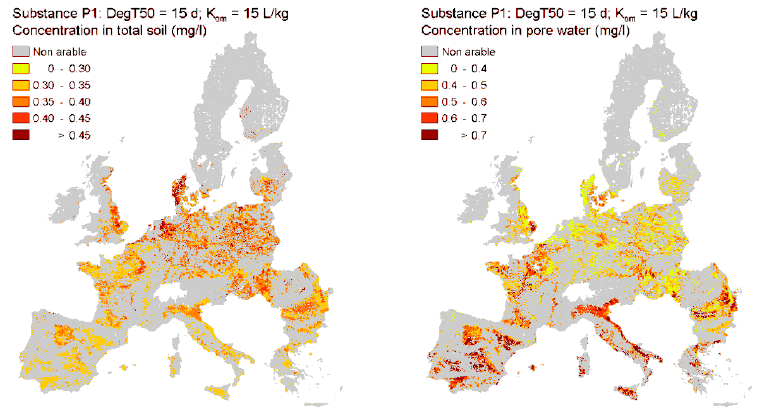 Substance P1: DegT50 = 15 d; Kom = 15 L/kg
Concentration in total soil (mg/l)
Non arable
0 - 0.30
0.30 - 0.35
0.35 - 0.40
0.40 - 0.45
> 0.45
Substance P1: DegT50 = 15 d; Kom = 15 L/kg
Concentration in pore water (mg/l)
Non arable
0 - 0.4
0.4 - 0.5
0.5 - 0.6
0.6 - 0.7
> 0.7